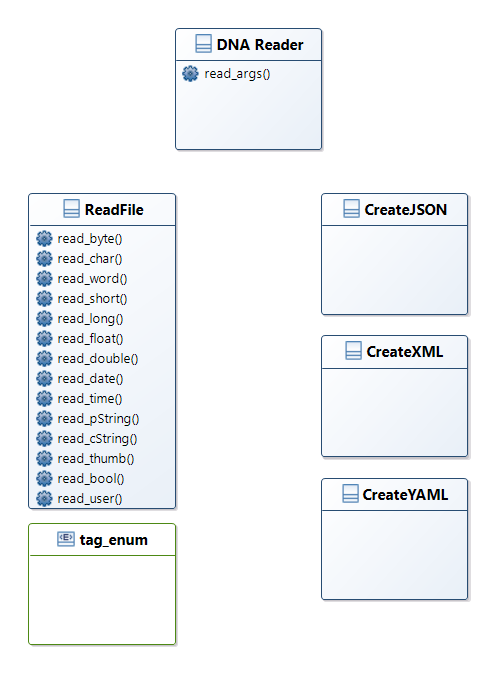 DNA Reader
read_args()
ReadFile
read_byte()
read_char()
read_word()
read_short()
read_long()
read_float()
read_double()
read_date()
read_time()
read_pString()
read_cString()
read_thumb()
read_bool()
read_user()
<E> tag_enum
CreateJSON
CreateXML
CreateYAML